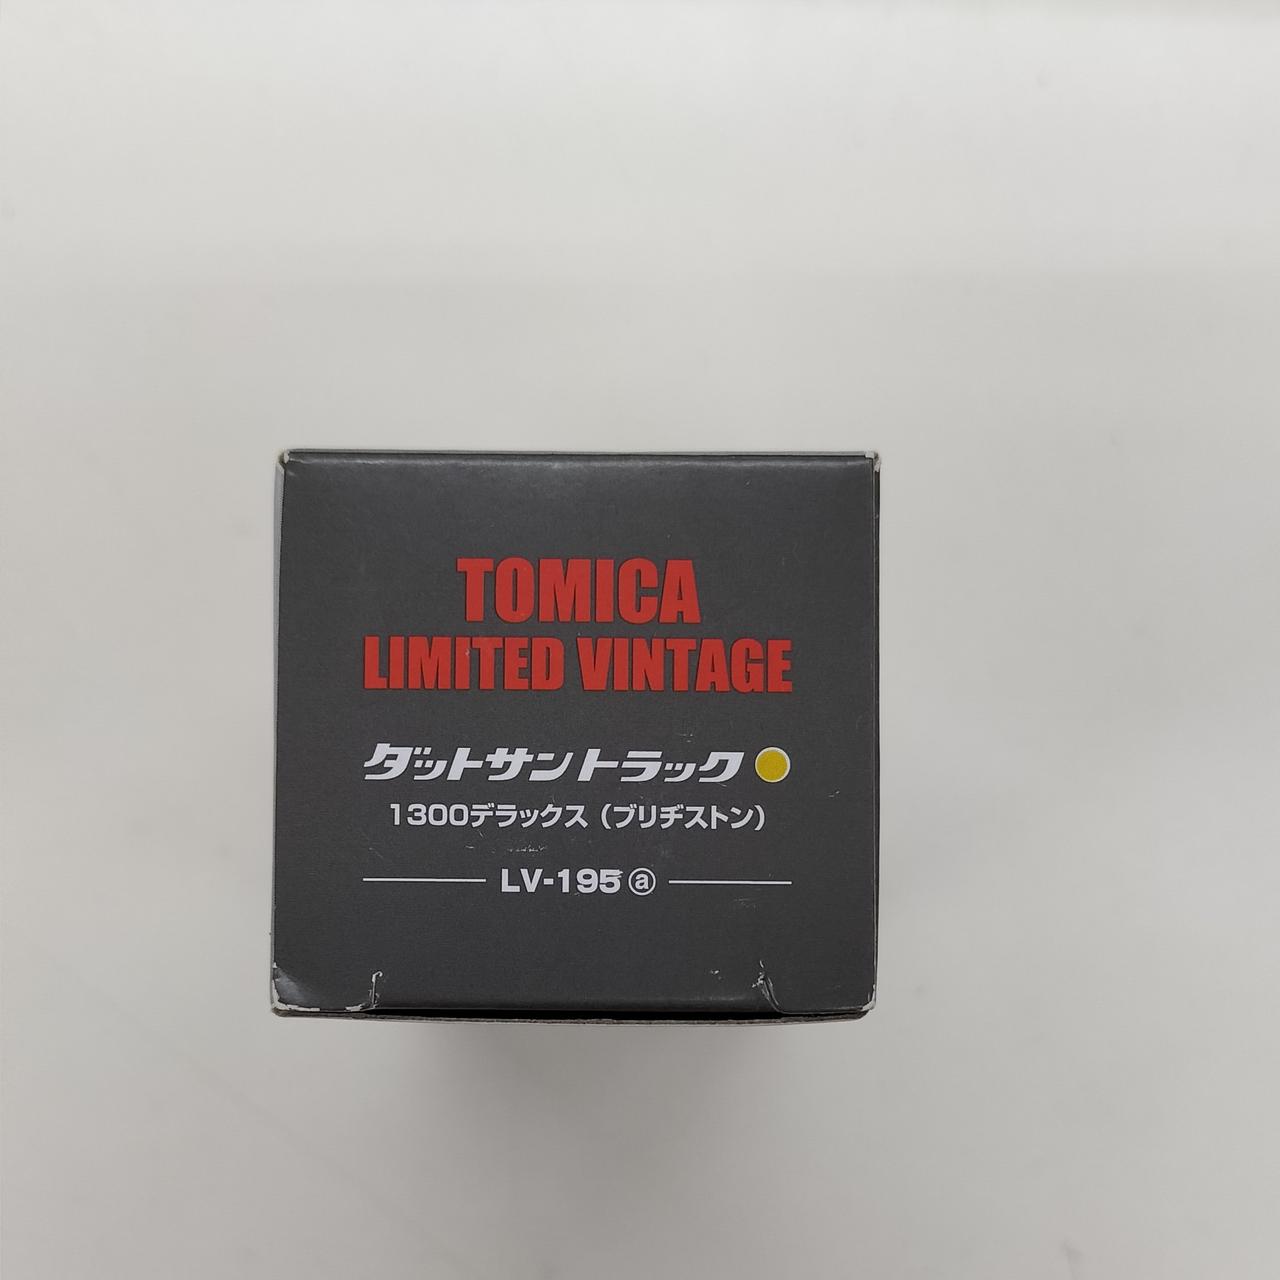 TOMICA
LIMITED VINTAGE
ダットサントラック
1300デラックス（ブリヂストン）
LV-195 ⓐ